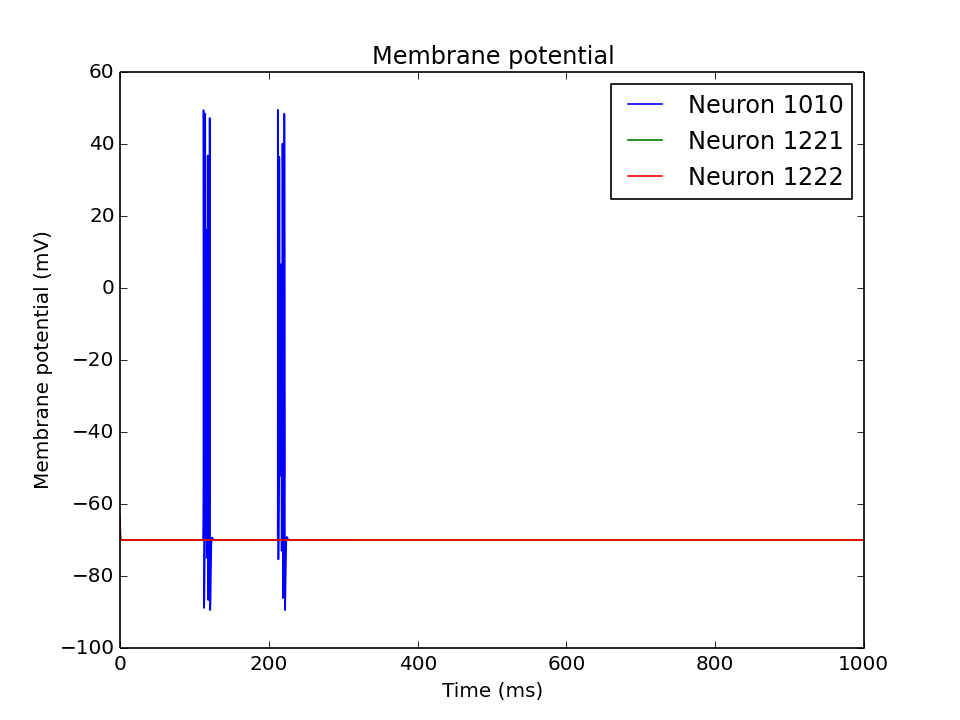 Membrane potential
60
40
20
0
−20
−40
−60
−80
−100
Membrane potential (mV)
Neuron 1010
Neuron 1221
Neuron 1222
0 200 400 600 800 1000
Time (ms)